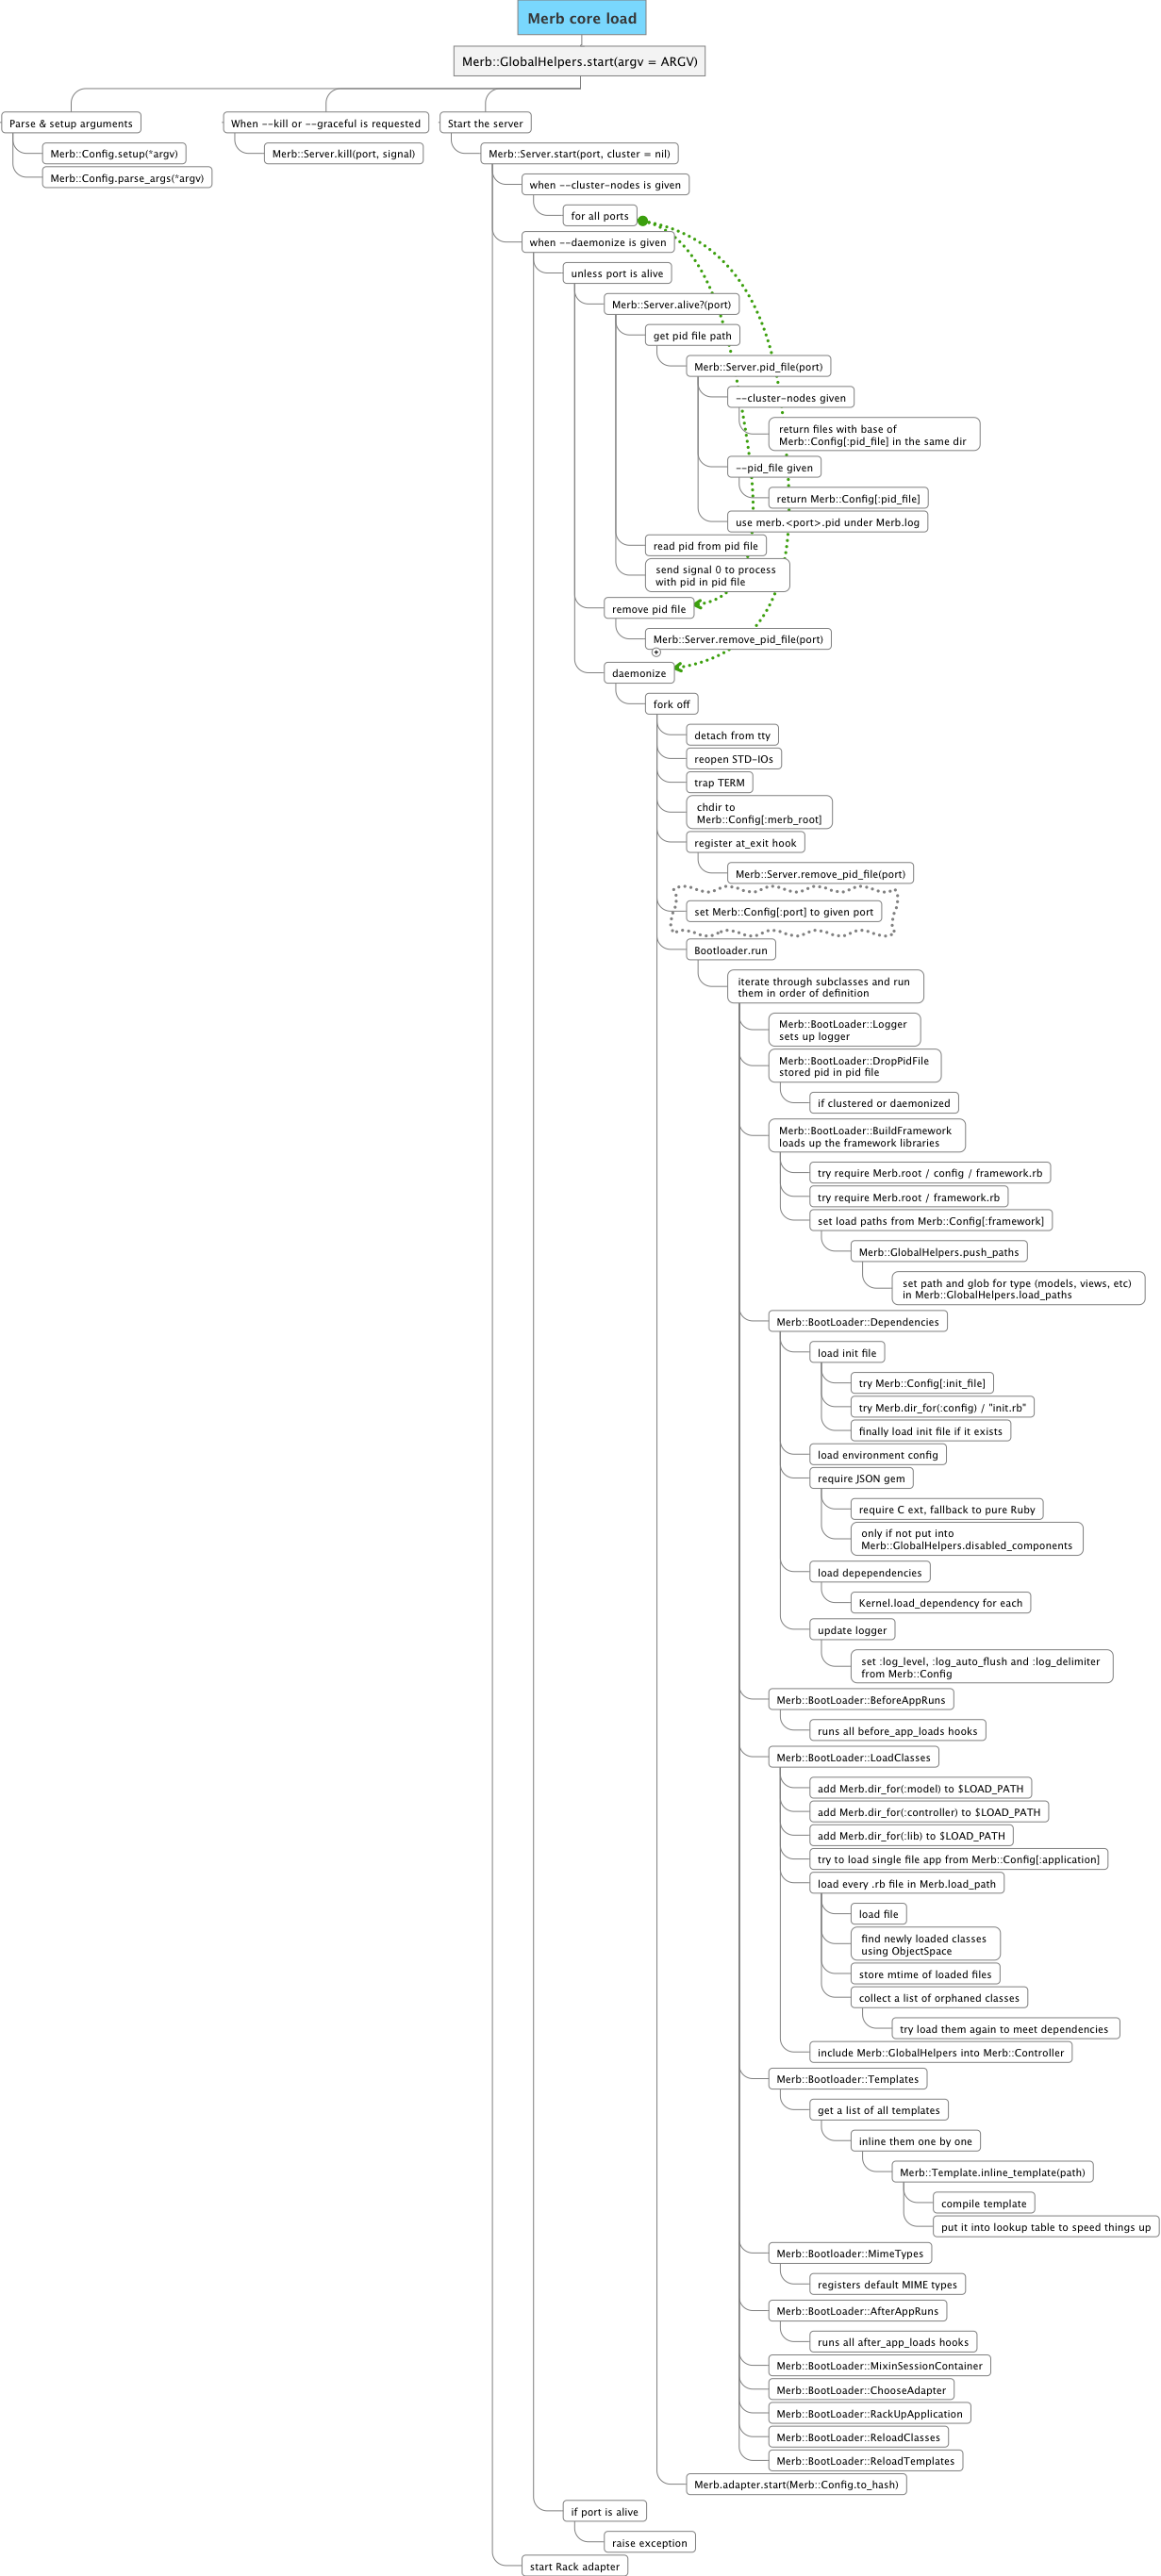 Merb core load
Merb::GlobalHelpers.start(argv = ARGV)
Parse & setup arguments
Merb::Config.setup(*argv)
Merb::Config.parse_args(*argv)
When --kill or --graceful is requested
Merb::Server.kill(port, signal)
Start the server
Merb::Server.start(port, cluster = nil)
when --cluster-nodes is given
for all ports
when --daemonize is given
unless port is alive
Merb::Server.alive?(port)
get pid file path
Merb::Server.pid_file(port)
--cluster-nodes given
return files with base of
Merb::Config[:pid_file] in the same dir
--pid_file given
return Merb::Config[:pid_file]
use merb.<port>.pid under Merb.log
read pid from pid file
send signal 0 to process
with pid in pid file
remove pid file
Merb::Server.remove_pid_file(port)
daemonize
fork off
detach from tty
reopen STD-IOs
trap TERM
chdir to
Merb::Config[:merb_root]
register at_exit hook
Merb::Server.remove_pid_file(port)
set Merb::Config[:port] to given port
Bootloader.run
iterate through subclasses and run
them in order of definition
Merb::BootLoader::Logger
sets up logger
Merb::BootLoader::DropPidFile
stored pid in pid file
if clustered or daemonized
Merb::BootLoader::BuildFramework
loads up the framework libraries
try require Merb.root / config / framework.rb
try require Merb.root / framework.rb
set load paths from Merb::Config[:framework]
Merb::GlobalHelpers.push_paths
set path and glob for type (models, views, etc)
in Merb::GlobalHelpers.load_paths
Merb::BootLoader::Dependencies
load init file
try Merb::Config[:init_file]
try Merb.dir_for(:config) / "init.rb"
finally load init file if it exists
load environment config
require JSON gem
require C ext, fallback to pure Ruby
only if not put into
Merb::GlobalHelpers.disabled_components
load depependencies
Kernel.load_dependency for each
update logger
set :log_level, :log_auto_flush and :log_delimiter
from Merb::Config
Merb::BootLoader::BeforeAppRuns
runs all before_app_loads hooks
Merb::BootLoader::LoadClasses
add Merb.dir_for(:model) to $LOAD_PATH
add Merb.dir_for(:controller) to $LOAD_PATH
add Merb.dir_for(:lib) to $LOAD_PATH
try to load single file app from Merb::Config[:application]
load every .rb file in Merb.load_path
load file
find newly loaded classes
using ObjectSpace
store mtime of loaded files
collect a list of orphaned classes
try load them again to meet dependencies
include Merb::GlobalHelpers into Merb::Controller
Merb::Bootloader::Templates
get a list of all templates
inline them one by one
Merb::Template.inline_template(path)
compile template
put it into lookup table to speed things up
Merb::Bootloader::MimeTypes
registers default MIME types
Merb::BootLoader::AfterAppRuns
runs all after_app_loads hooks
Merb::BootLoader::MixinSessionContainer
Merb::BootLoader::ChooseAdapter
Merb::BootLoader::RackUpApplication
Merb::BootLoader::ReloadClasses
Merb::BootLoader::ReloadTemplates
Merb.adapter.start(Merb::Config.to_hash)
if port is alive
raise exception
start Rack adapter